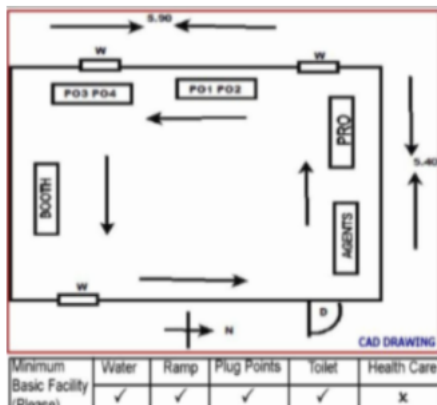 5.90
W
W
PO3 PO4
PO1 PO2
PRO
5.40
BOOTH
AGENTS
W
D
N
CAD DRAWING
Minimum Basic Facility (Please)
Water
Ramp
Plug Points
Toilet
Health Care
✓
✓
✓
✓
x